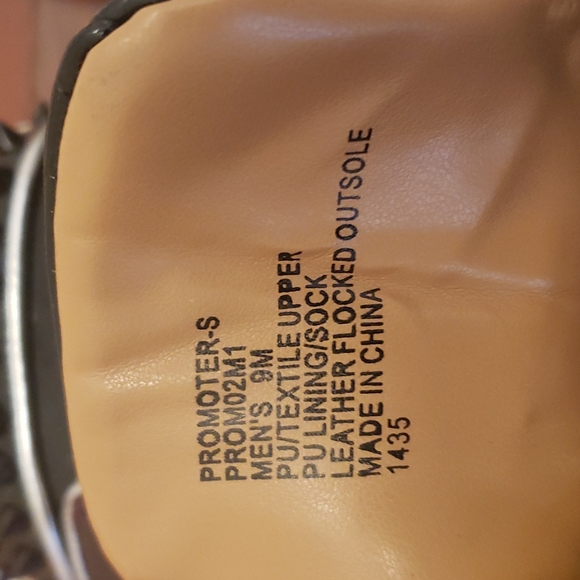 PROMOTER-S
PROM02M1
MEN'S 9M
PU/TEXTILE UPPER
PU LINING/SOCK
LEATHER FLOCKED OUTSOLE
MADE IN CHINA
1435